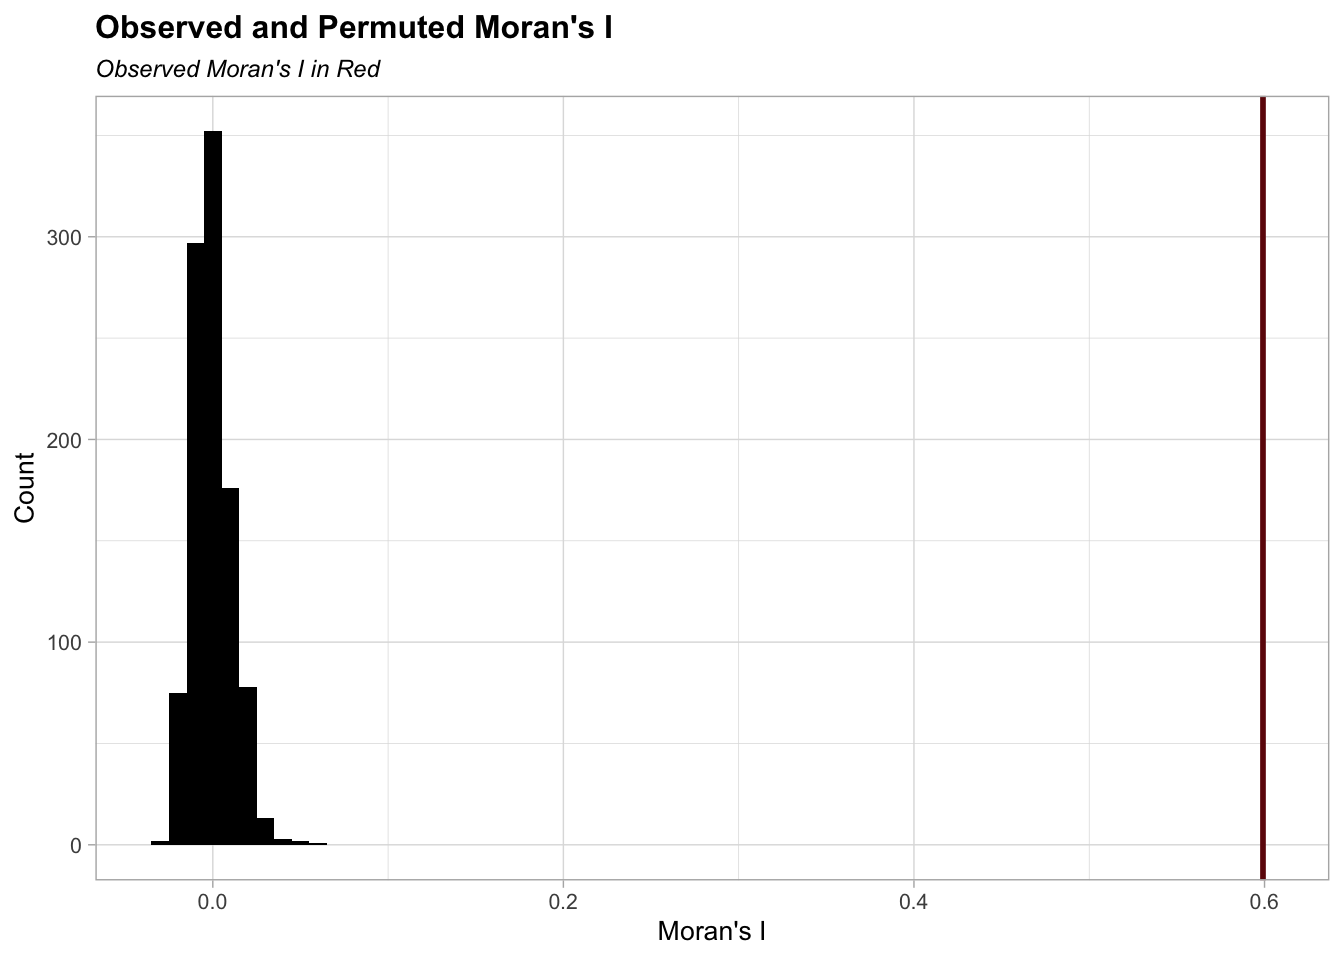 Observed and Permuted Moran's I
Observed Moran's I in Red
300
200
100
0
Count
0.0 0.2 0.4 0.6
Moran's I